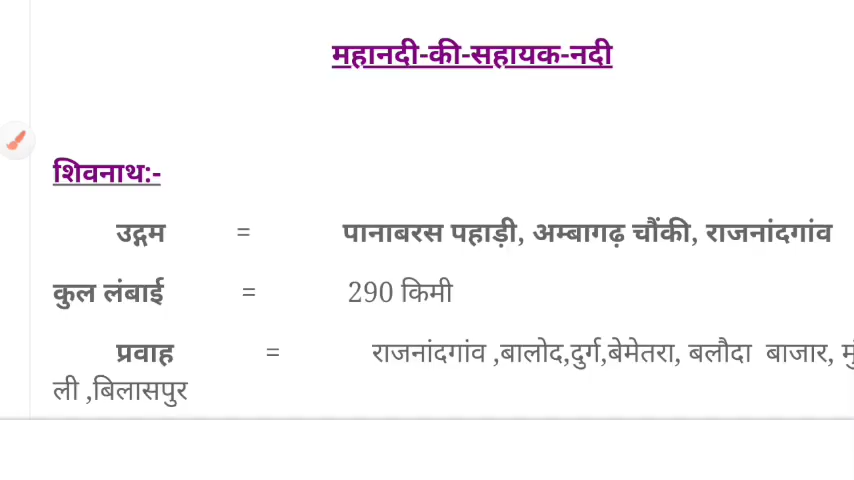 महानदी-की-सहायक-नदी
शिवनाथ:-
उद्गम = पानाबरस पहाड़ी, अम्बागढ़ चौंकी, राजनांदगांव
कुल लंबाई = 290 किमी
प्रवाह = राजनांदगांव ,बालोद,दुर्ग,बेमेतरा, बलौदा बाजार, मुं
ली ,बिलासपुर